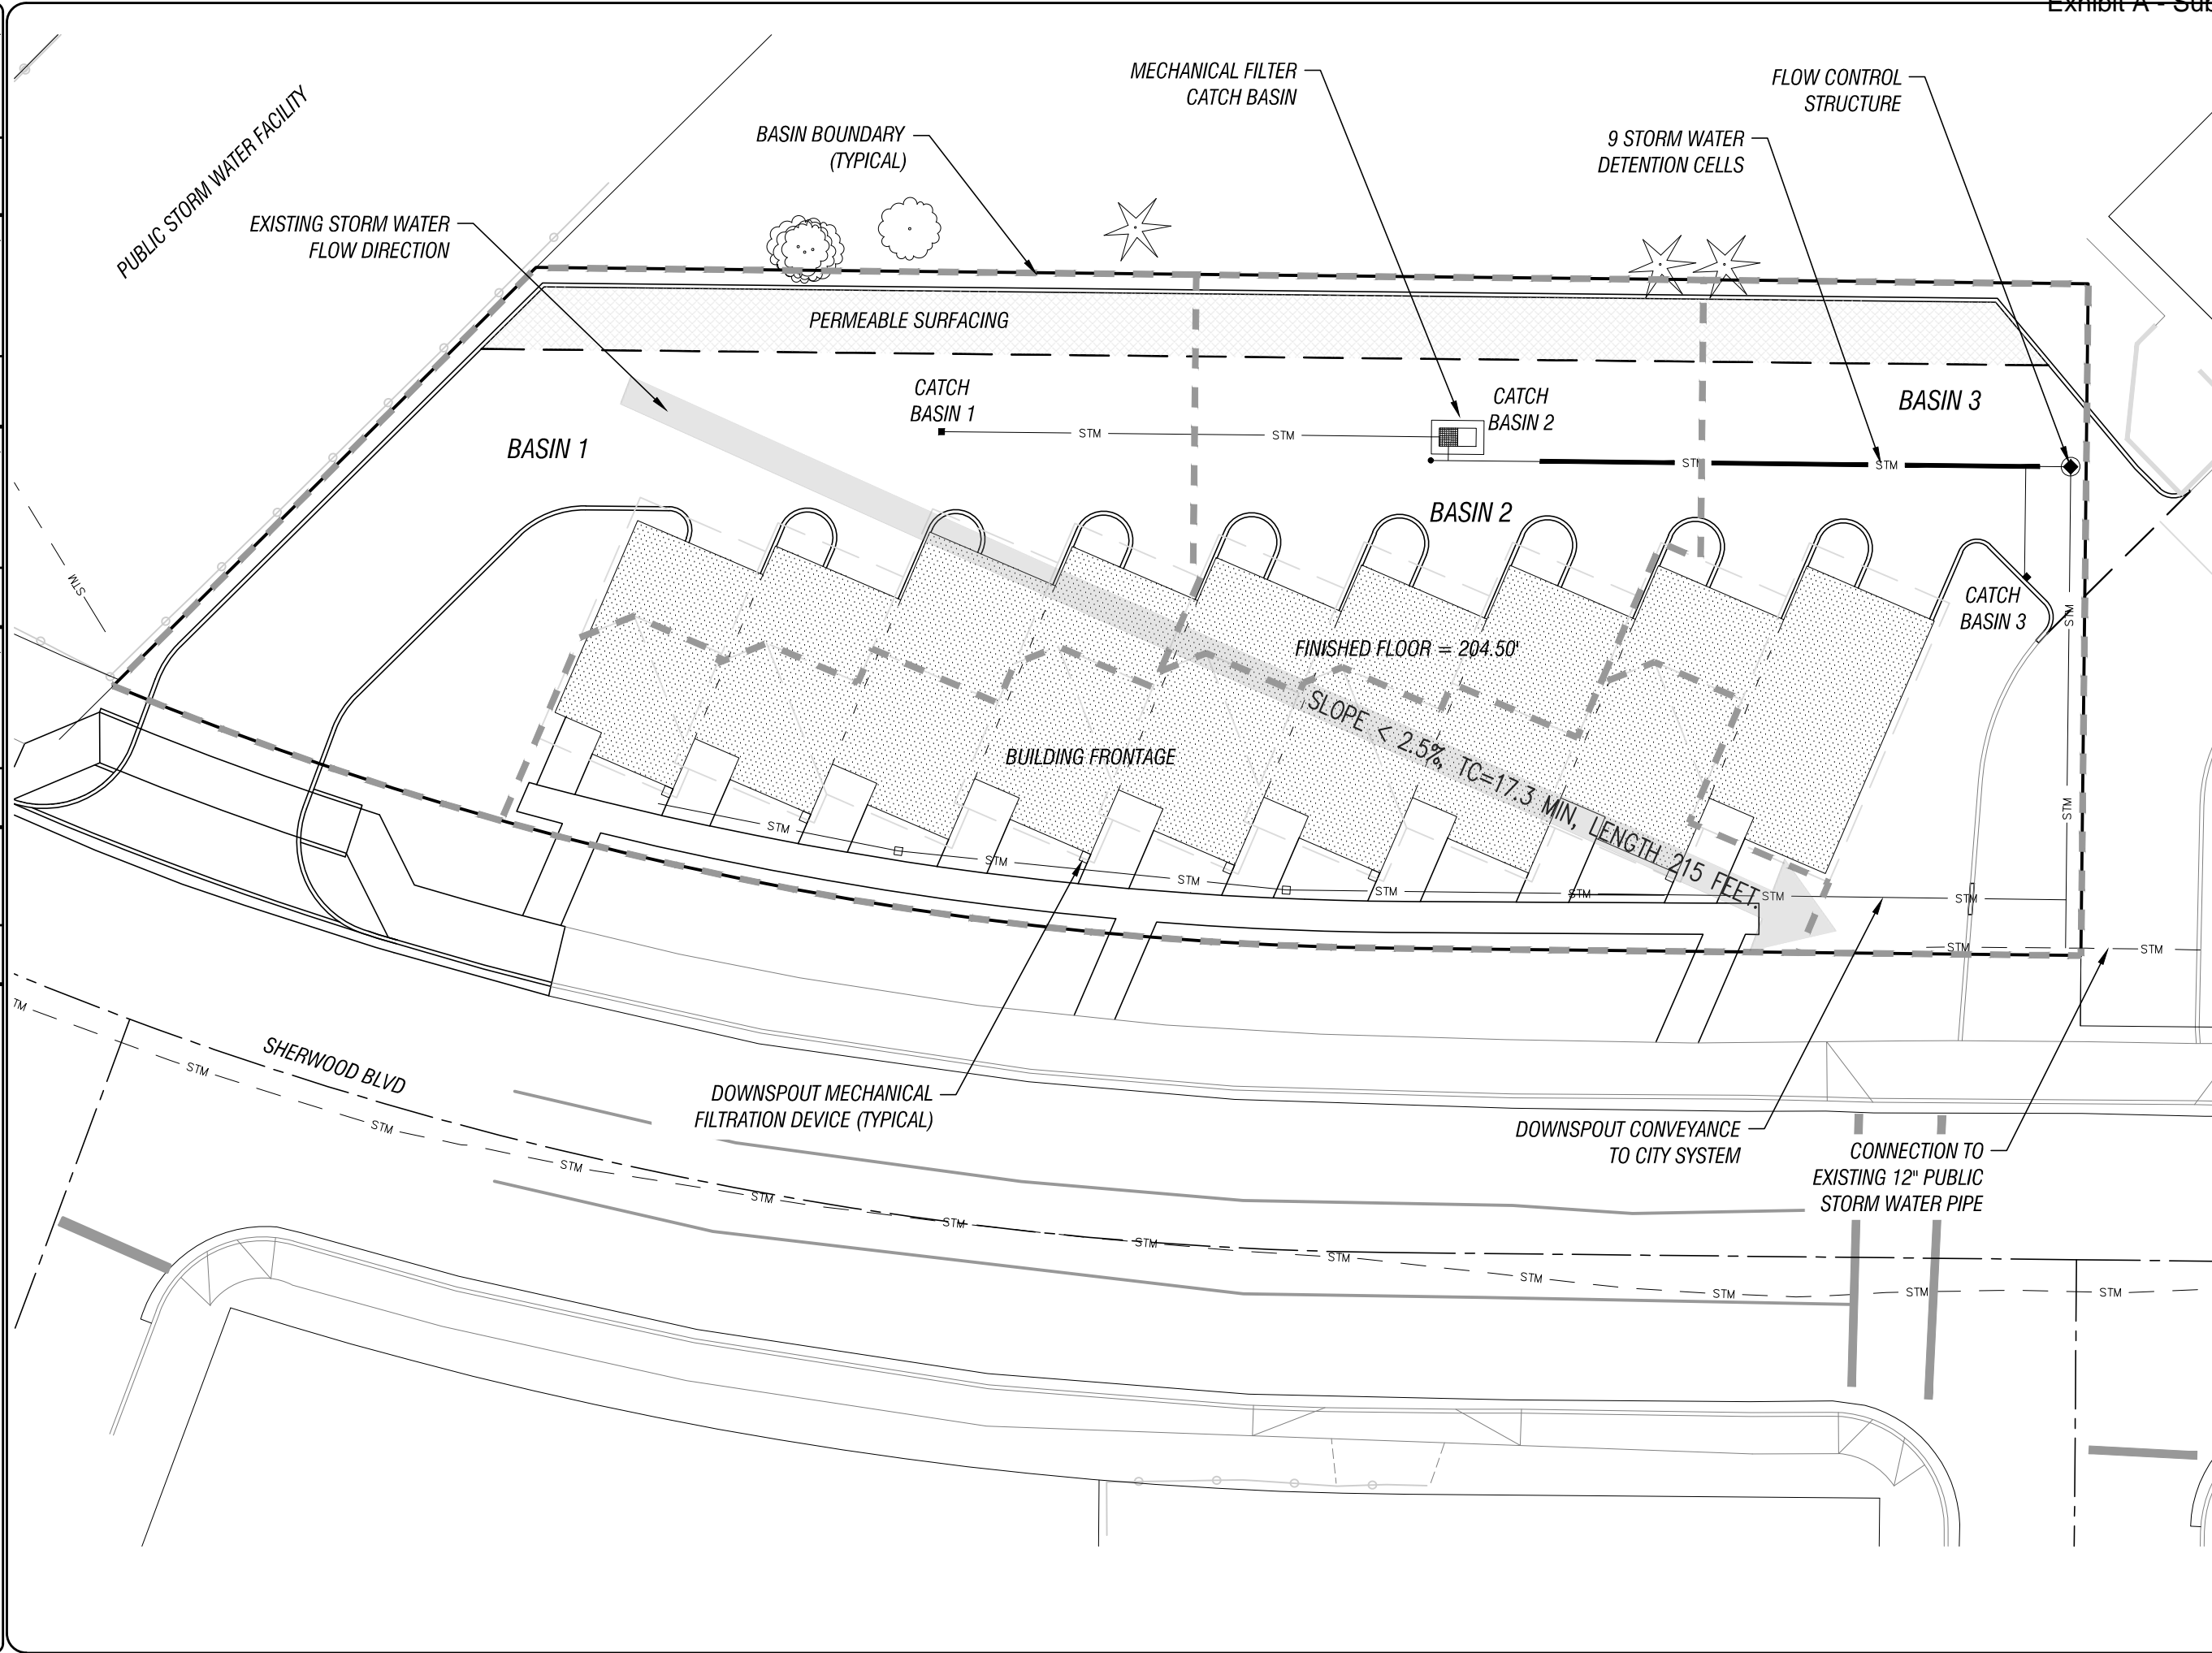 Exhibit A - Sub
MECHANICAL FILTER
CATCH BASIN
FLOW CONTROL
STRUCTURE
BASIN BOUNDARY
(TYPICAL)
9 STORM WATER
DETENTION CELLS
PUBLIC STORM WATER FACILITY
EXISTING STORM WATER
FLOW DIRECTION
PERMEABLE SURFACING
CATCH
BASIN 1
CATCH
BASIN 2
BASIN 3
BASIN 1
STM
STM
STM
STM
BASIN 2
STM
CATCH
BASIN 3
STM
FINISHED FLOOR = 204.50'
SLOPE < 2.5%, TC=17.3 MIN, LENGTH 215 FEET.
BUILDING FRONTAGE
STM
STM
STM
STM
STM
STM
STM
STM
STM
STM
TM
SHERWOOD BLVD
STM
STM
STM
STM
STM
STM
STM
STM
STM
STM
STM
DOWNSPOUT MECHANICAL
FILTRATION DEVICE (TYPICAL)
DOWNSPOUT CONVEYANCE
TO CITY SYSTEM
CONNECTION TO
EXISTING 12" PUBLIC
STORM WATER PIPE